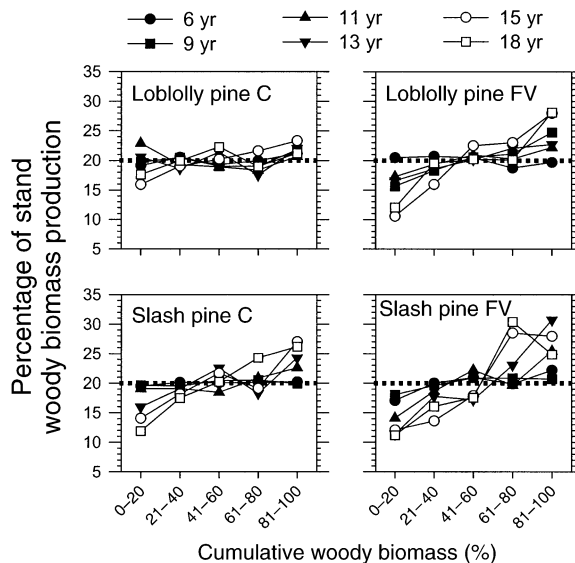 6 yr 11 yr 15 yr
9 yr 13 yr 18 yr
Loblolly pine C
Loblolly pine FV
35
30
25
20
15
10
5
Slash pine C
Slash pine FV
35
30
25
20
15
10
5
Percentage of stand
woody biomass production
0–20 21–40 41–60 61–80 81–100
0–20 21–40 41–60 61–80 81–100
Cumulative woody biomass (%)